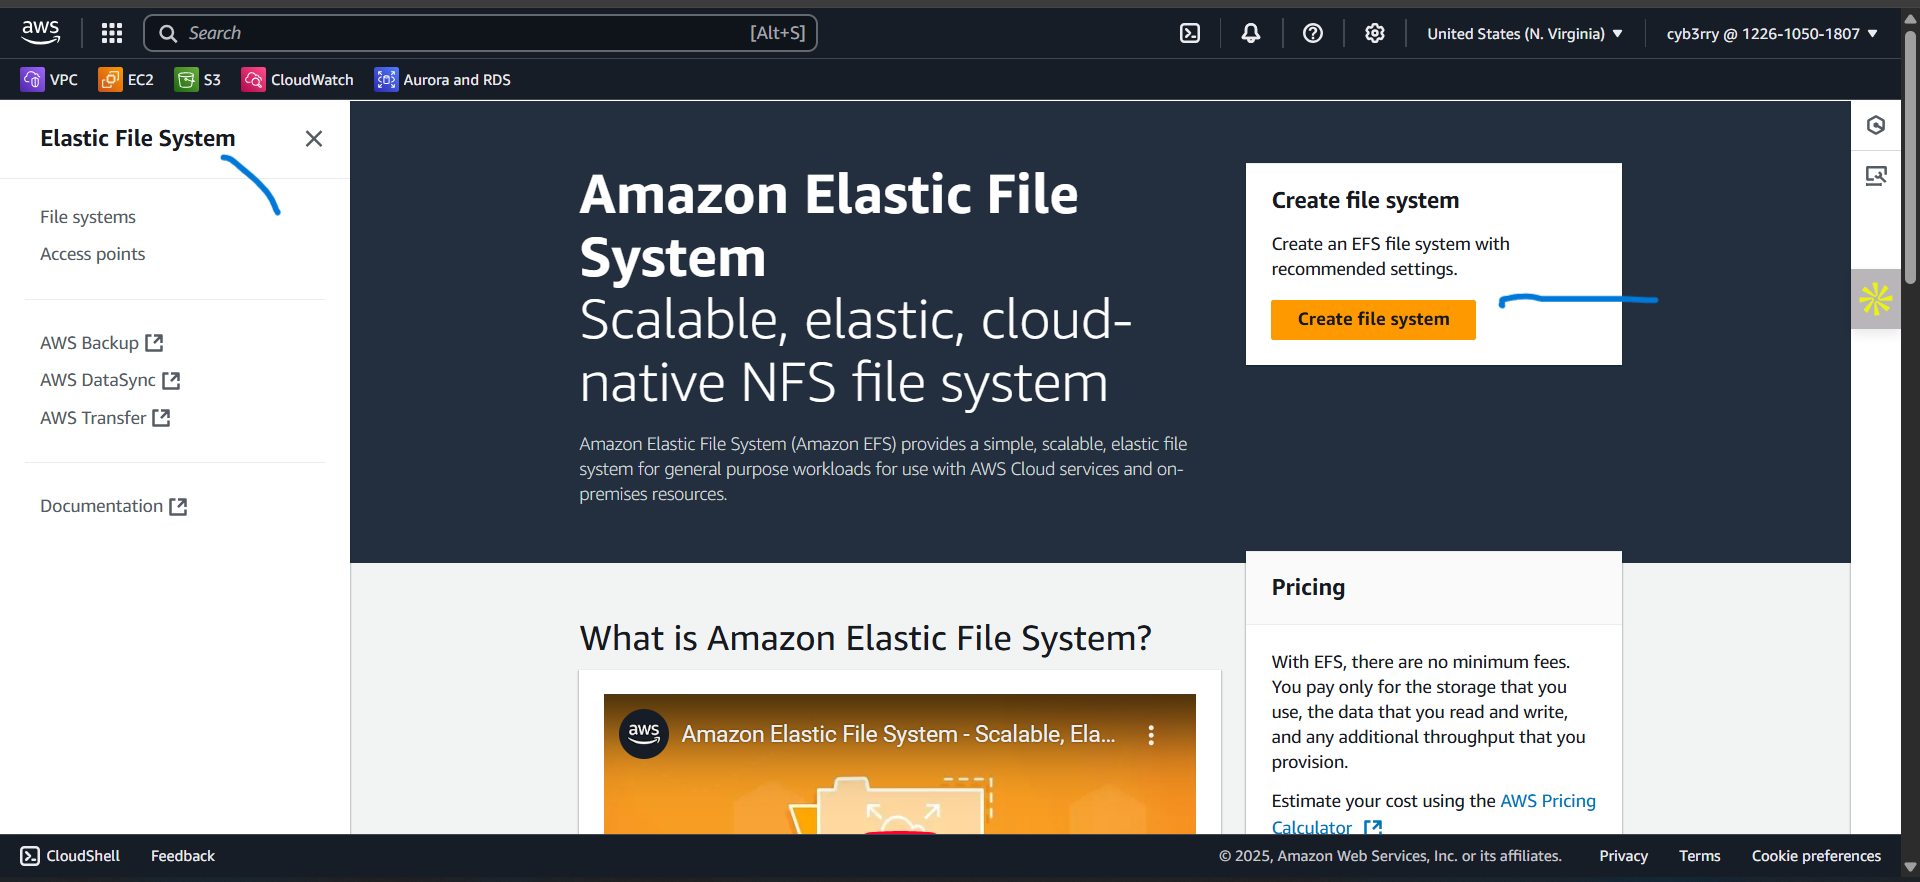 aws
Search
[Alt+S]
United States (N. Virginia)
cyb3rry @ 1226-1050-1807
VPC
EC2
S3
CloudWatch
Aurora and RDS
Elastic File System
File systems
Access points
AWS Backup
AWS DataSync
AWS Transfer
Documentation
Amazon Elastic File
System
Scalable, elastic, cloud-
native NFS file system
Amazon Elastic File System (Amazon EFS) provides a simple, scalable, elastic file
system for general purpose workloads for use with AWS Cloud services and on-
premises resources.
Create file system
Create an EFS file system with
recommended settings.
Create file system
What is Amazon Elastic File System?
aws
Amazon Elastic File System - Scalable, Ela...
Pricing
With EFS, there are no minimum fees.
You pay only for the storage that you
use, the data that you read and write,
and any additional throughput that you
provision.
Estimate your cost using the AWS Pricing
Calculator
CloudShell
Feedback
© 2025, Amazon Web Services, Inc. or its affiliates.
Privacy
Terms
Cookie preferences